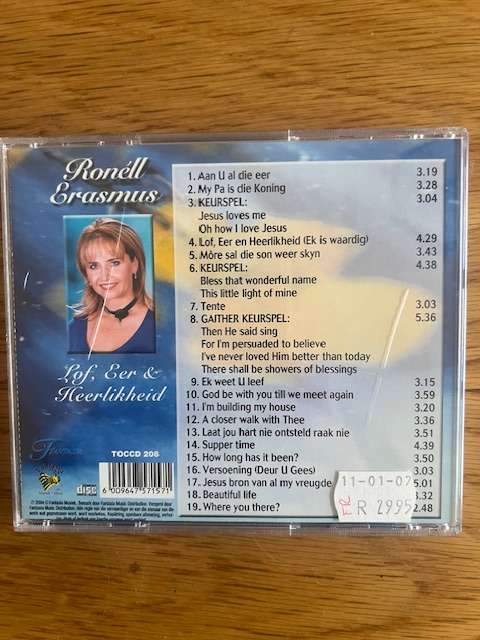 Ronéll
Erasmus
Lof, Eer &
Heerlikheid
1. Aan U al die eer 3.19
2. My Pa is die Koning 3.28
3. KEURSPEL: 3.04
Jesus loves me
Oh how I love Jesus
4. Lof, Eer en Heerlikheid (Ek is waardig) 4.29
5. Môre sal die son weer skyn 3.43
6. KEURSPEL: 4.38
Bless that wonderful name
This little light of mine
7. Tente 3.03
8. GAITHER KEURSPEL: 5.36
Then He said sing
For I'm persuaded to believe
I've never loved Him better than today
There shall be showers of blessings
9. Ek weet U leef 3.15
10. God be with you till we meet again 3.59
11. I'm building my house 3.20
12. A closer walk with Thee 3.36
13. Laat jou hart nie ontsteld raak nie 3.51
14. Supper time 4.39
15. How long has it been? 3.50
16. Versoening (Deur U Gees) 3.03
17. Jesus bron van al my vreugde 5.01
18. Beautiful life .32
19. Where you there? 2.48
TOCCD 208
6 009647 571571
disc
11-01-07
R 2995